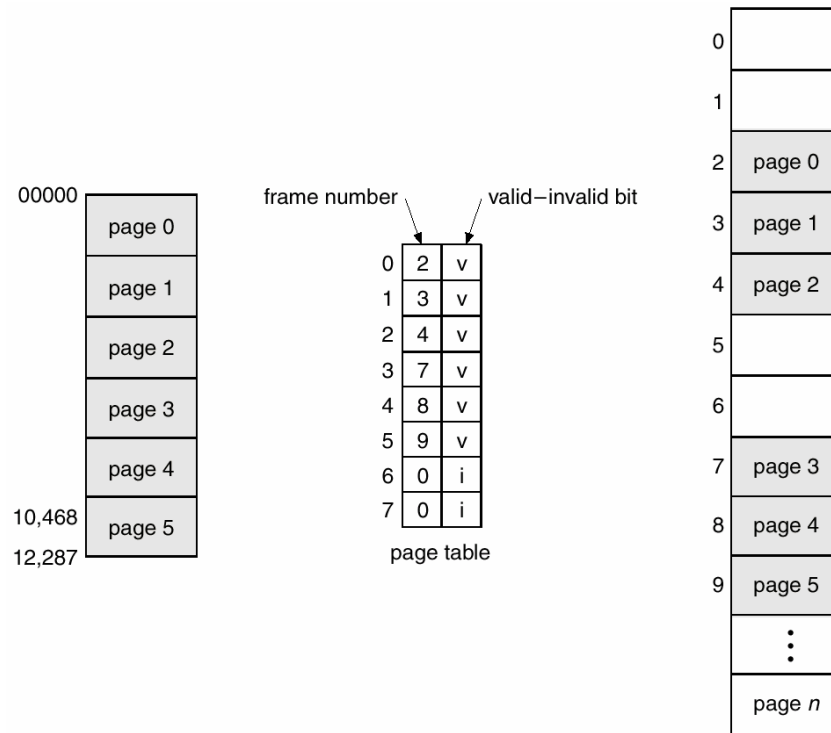 00000
page 0
page 1
page 2
page 3
page 4
10,468
page 5
12,287
frame number
valid–invalid bit
0 2 v
1 3 v
2 4 v
3 7 v
4 8 v
5 9 v
6 0 i
7 0 i
page table
0
1
2 page 0
3 page 1
4 page 2
5
6
7 page 3
8 page 4
9 page 5
⋮
page n